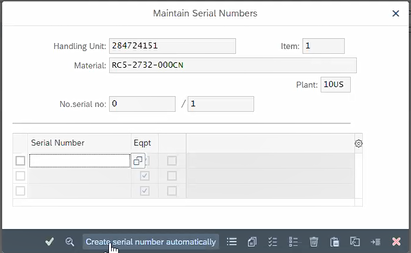 Maintain Serial Numbers
Handling Unit: 284724151 Item: 1
Material: RC5-2732-000CN
Plant: 10US
No.serial no: 0 / 1
Serial Number Eqpt
Create serial number automatically